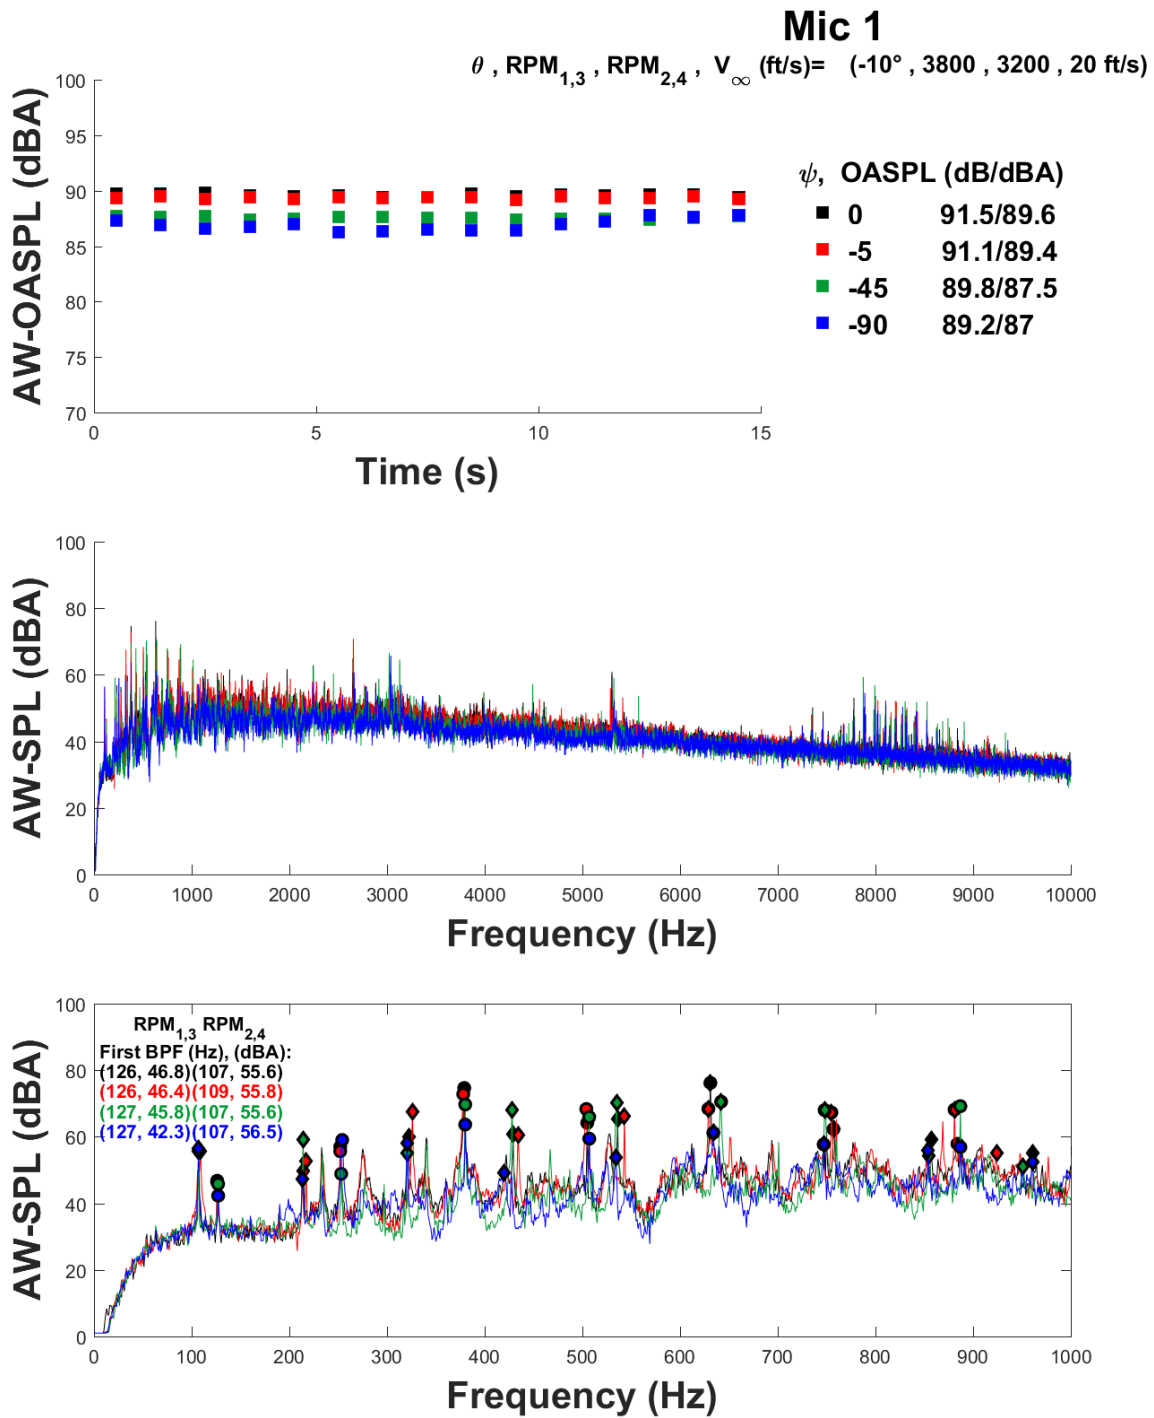 Mic 1
θ , RPM1,3 , RPM2,4 , V∞ (ft/s)= (-10° , 3800 , 3200 , 20 ft/s)
100
95
90
85
80
75
70
0 5 10 15
AW-OASPL (dBA)
Time (s)
ψ, OASPL (dB/dBA)
0 91.5/89.6
-5 91.1/89.4
-45 89.8/87.5
-90 89.2/87
100
80
60
40
20
0
0 1000 2000 3000 4000 5000 6000 7000 8000 9000 10000
AW-SPL (dBA)
Frequency (Hz)
100
80
60
40
20
0
RPM1,3 RPM2,4
First BPF (Hz), (dBA):
(126, 46.8)(107, 55.6)
(126, 46.4)(109, 55.8)
(127, 45.8)(107, 55.6)
(127, 42.3)(107, 56.5)
0 100 200 300 400 500 600 700 800 900 1000
AW-SPL (dBA)
Frequency (Hz)